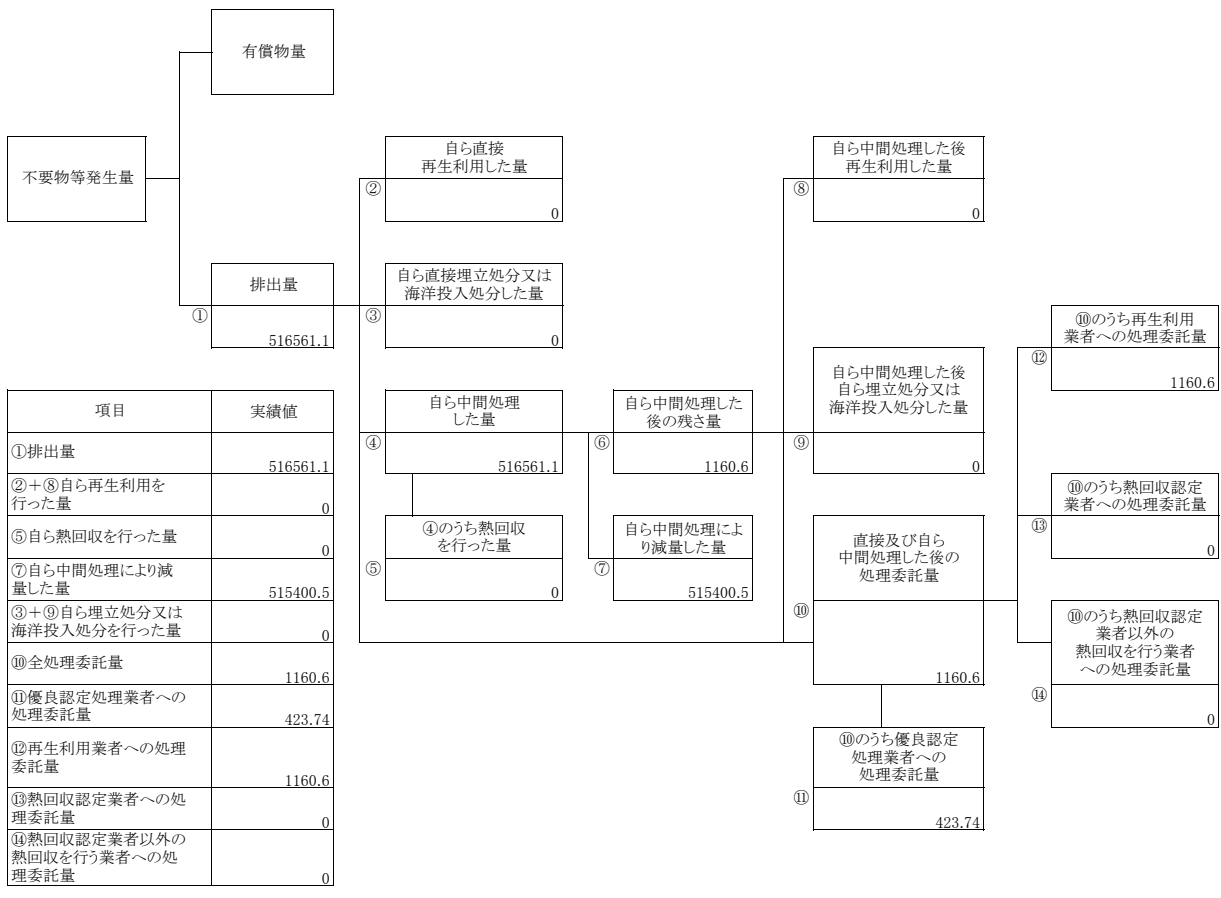 有償物量
不要物等発生量
排出量
①
516561.1
自ら直接
再生利用した量
②
0
自ら直接埋立処分又は
海洋投入処分した量
③
0
自ら中間処理
した量
④
516561.1
④のうち熱回収
を行った量
⑤
0
自ら中間処理した
後の残さ量
⑥
1160.6
自ら中間処理によ
り減量した量
⑦
515400.5
自ら中間処理した後
再生利用した量
⑧
0
自ら中間処理した後
自ら埋立処分又は
海洋投入処分した量
⑨
0
直接及び自ら
中間処理した後の
処理委託量
⑩
1160.6
⑩のうち優良認定
処理業者への
処理委託量
⑪
423.74
⑩のうち再生利用
業者への処理委託量
⑫
1160.6
⑩のうち熱回収認定
業者への処理委託量
⑬
0
⑩のうち熱回収認定
業者以外の
熱回収を行う業者
への処理委託量
⑭
0
項目 実績値
①排出量
516561.1
②＋⑧自ら再生利用を
行った量
0
⑤自ら熱回収を行った量
0
⑦自ら中間処理により減
量した量
515400.5
③＋⑨自ら埋立処分又は
海洋投入処分を行った量
0
⑩全処理委託量
1160.6
⑪優良認定処理業者への
処理委託量
423.74
⑫再生利用業者への処理
委託量
1160.6
⑬熱回収認定業者への処
理委託量
0
⑭熱回収認定業者以外の
熱回収を行う業者への処
理委託量
0